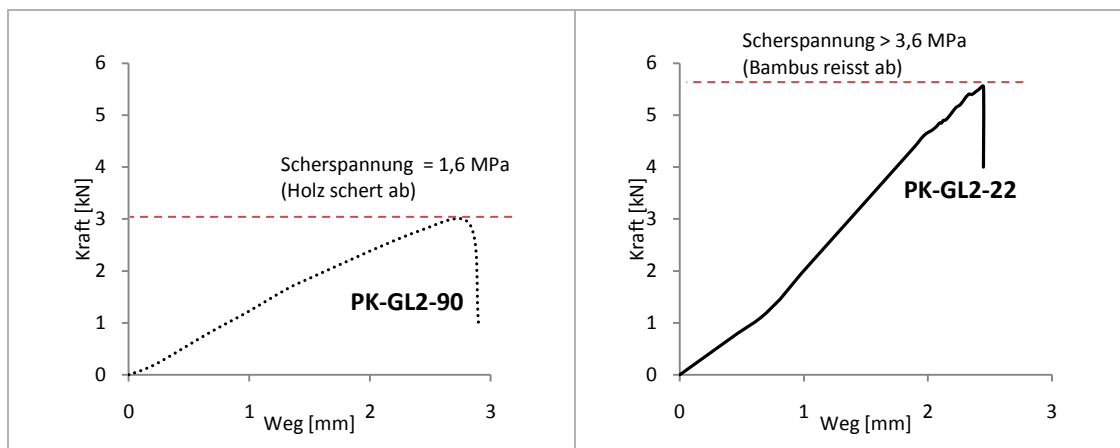 Scherspannung = 1,6 MPa
(Holz schert ab)
Kraft [kN]
6
5
4
3
2
1
0
PK-GL2-90
0
1
2
3
Weg [mm]
Scherspannung > 3,6 MPa
(Bambus reisst ab)
Kraft [kN]
6
5
4
3
2
1
0
PK-GL2-22
0
1
2
3
Weg [mm]